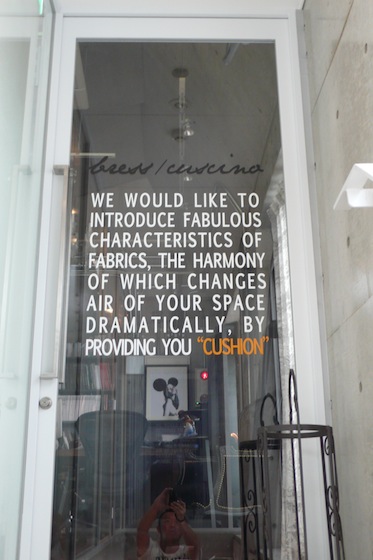 bress/cuscino
WE WOULD LIKE TO
INTRODUCE FABULOUS
CHARACTERISTICS OF
FABRICS, THE HARMONY
OF WHICH CHANGES
AIR OF YOUR SPACE
DRAMATICALLY, BY
PROVIDING YOU “CUSHION”